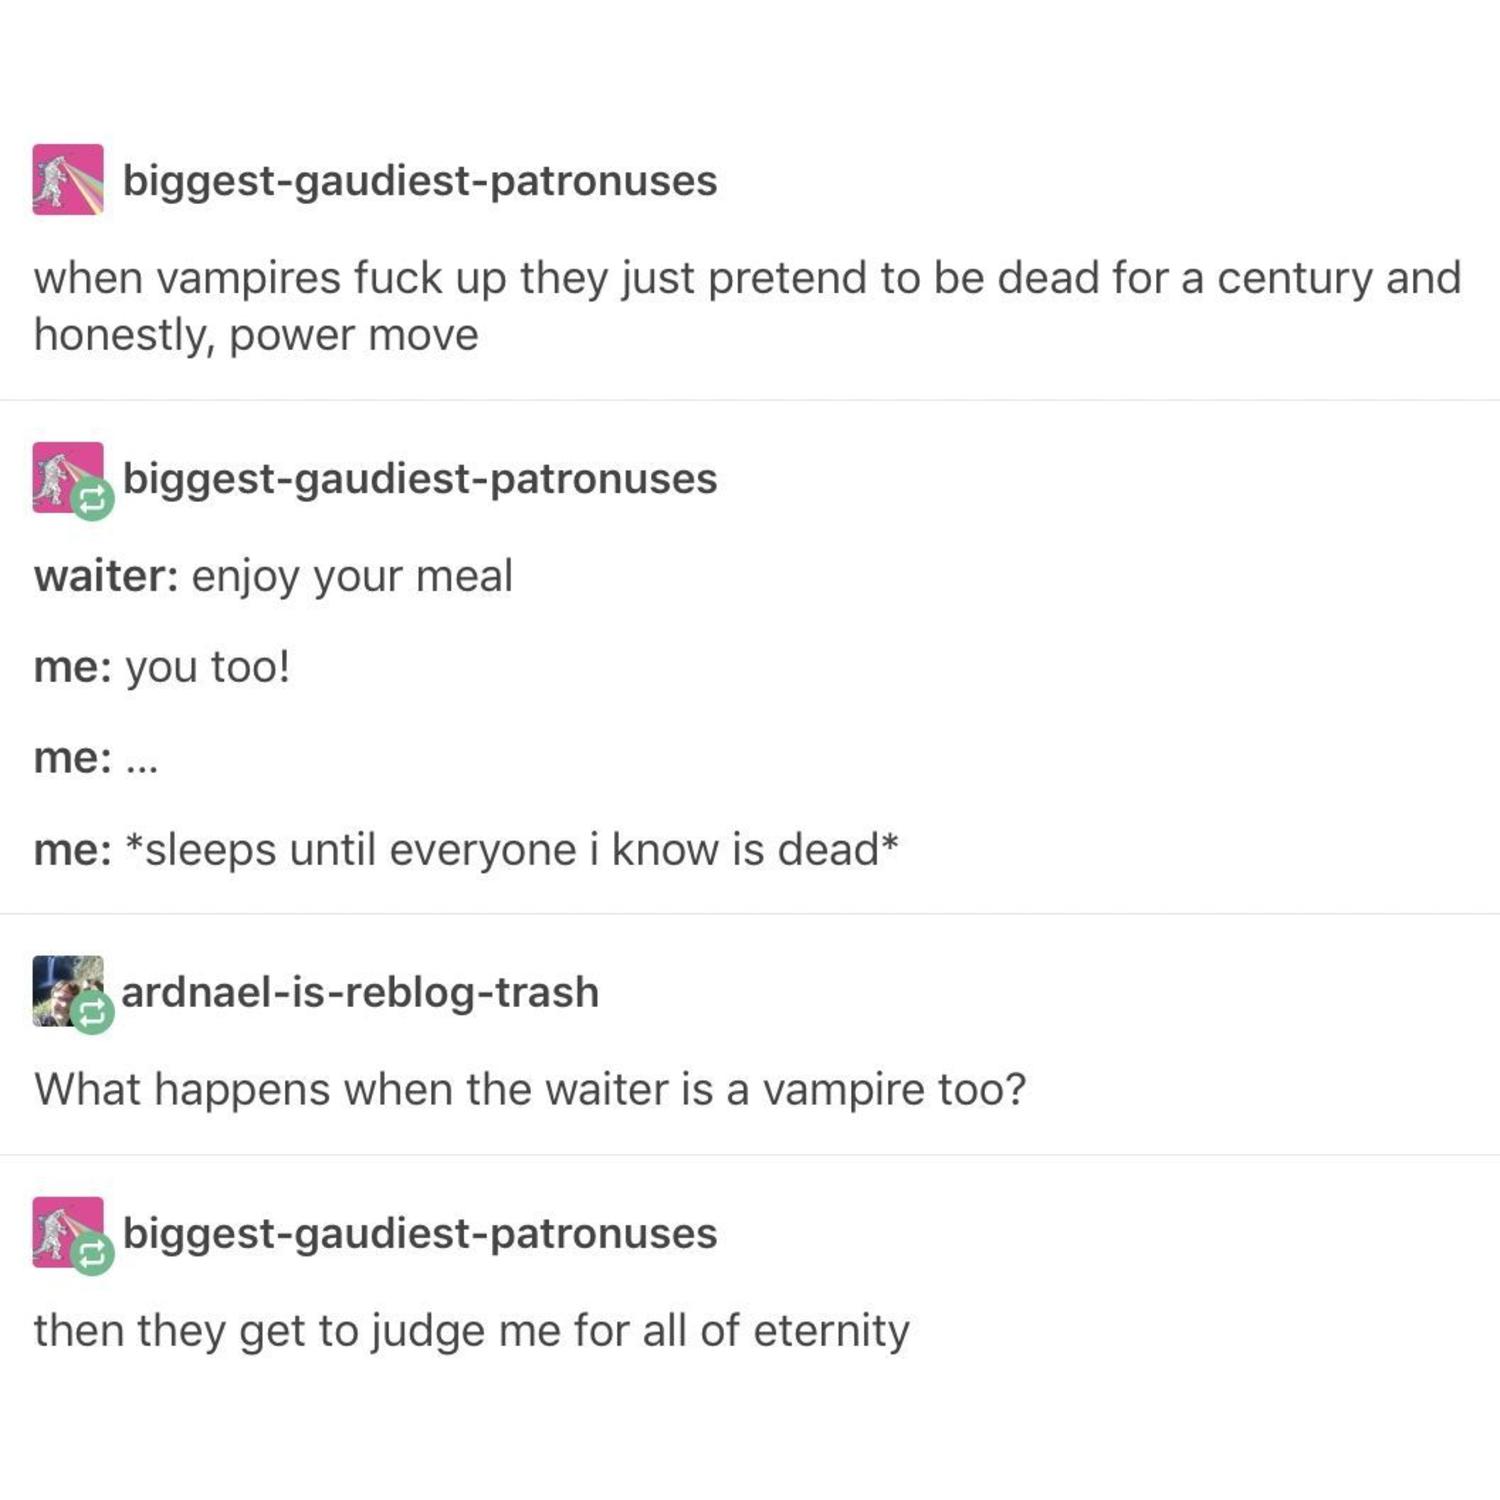 biggest-gaudiest-patronuses
when vampires fuck up they just pretend to be dead for a century and
honestly, power move
biggest-gaudiest-patronuses
waiter: enjoy your meal
me: you too!
me: ...
me: *sleeps until everyone i know is dead*
ardnael-is-reblog-trash
What happens when the waiter is a vampire too?
biggest-gaudiest-patronuses
then they get to judge me for all of eternity